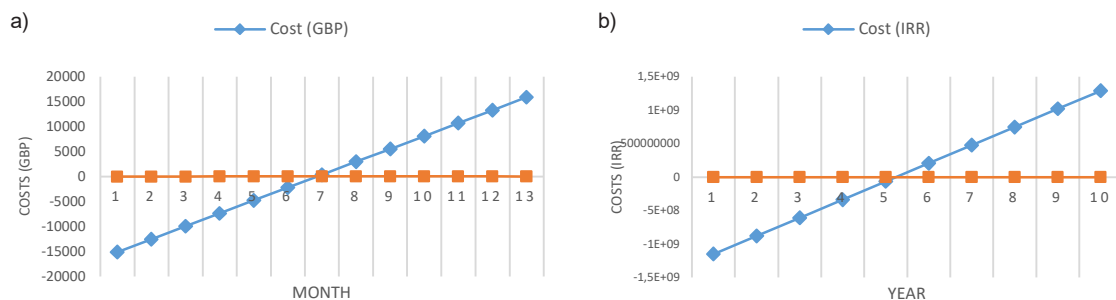 a)
Cost (GBP)
20000
15000
10000
5000
0
-5000
-10000
-15000
-20000
COSTS (GBP)
1 2 3 4 5 6 7 8 9 10 11 12 13
MONTH
b)
Cost (IRR)
1,5E+09
1E+09
500000000
0
-5E+08
-1E+09
-1,5E+09
COSTS (IRR)
1 2 3 4 5 6 7 8 9 10
YEAR